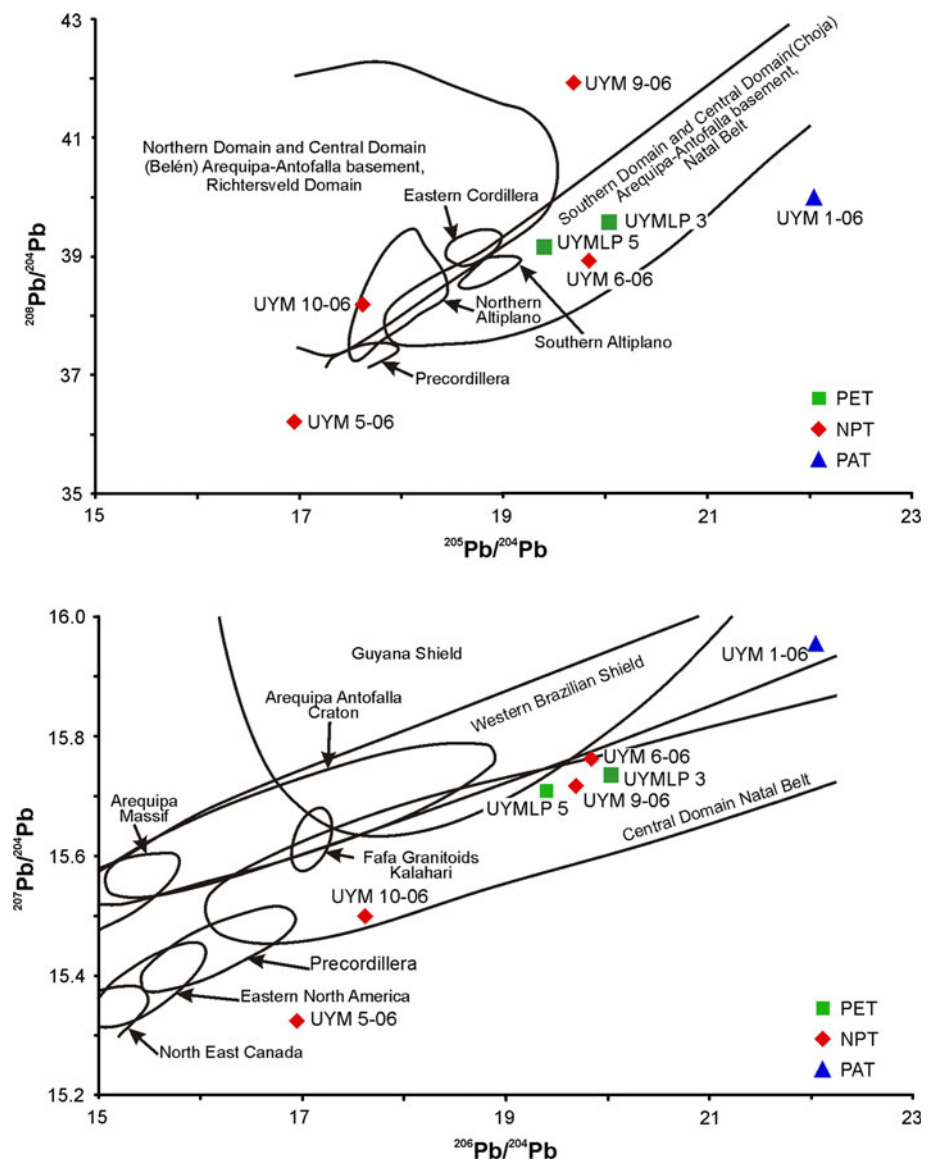 43
41
39
37
35
²⁰⁸Pb/²⁰⁴Pb
UYM 9-06
Southern Domain and Central Domain(Choja)
Arequipa-Antofalla basement,
Natal Belt
Northern Domain and Central Domain
(Belén) Arequipa-Antofalla basement,
Richtersveld Domain
Eastern Cordillera
UYMLP 3
UYMLP 5
UYM 1-06
UYM 6-06
UYM 10-06
Northern
Altiplano
Southern Altiplano
Precordillera
UYM 5-06
PET
NPT
PAT
15
17
19
21
23
²⁰⁵Pb/²⁰⁴Pb
16.0
15.8
15.6
15.4
15.2
²⁰⁷Pb/²⁰⁴Pb
Guyana Shield
UYM 1-06
Western Brazilian Shield
Arequipa Antofalla
Craton
UYM 6-06
UYMLP 3
UYMLP 5
UYM 9-06
Arequipa
Massif
Central Domain Natal Belt
Fafa Granitoids
Kalahari
UYM 10-06
Precordillera
Eastern North America
UYM 5-06
North East Canada
PET
NPT
PAT
15
17
19
21
23
²⁰⁶Pb/²⁰⁴Pb